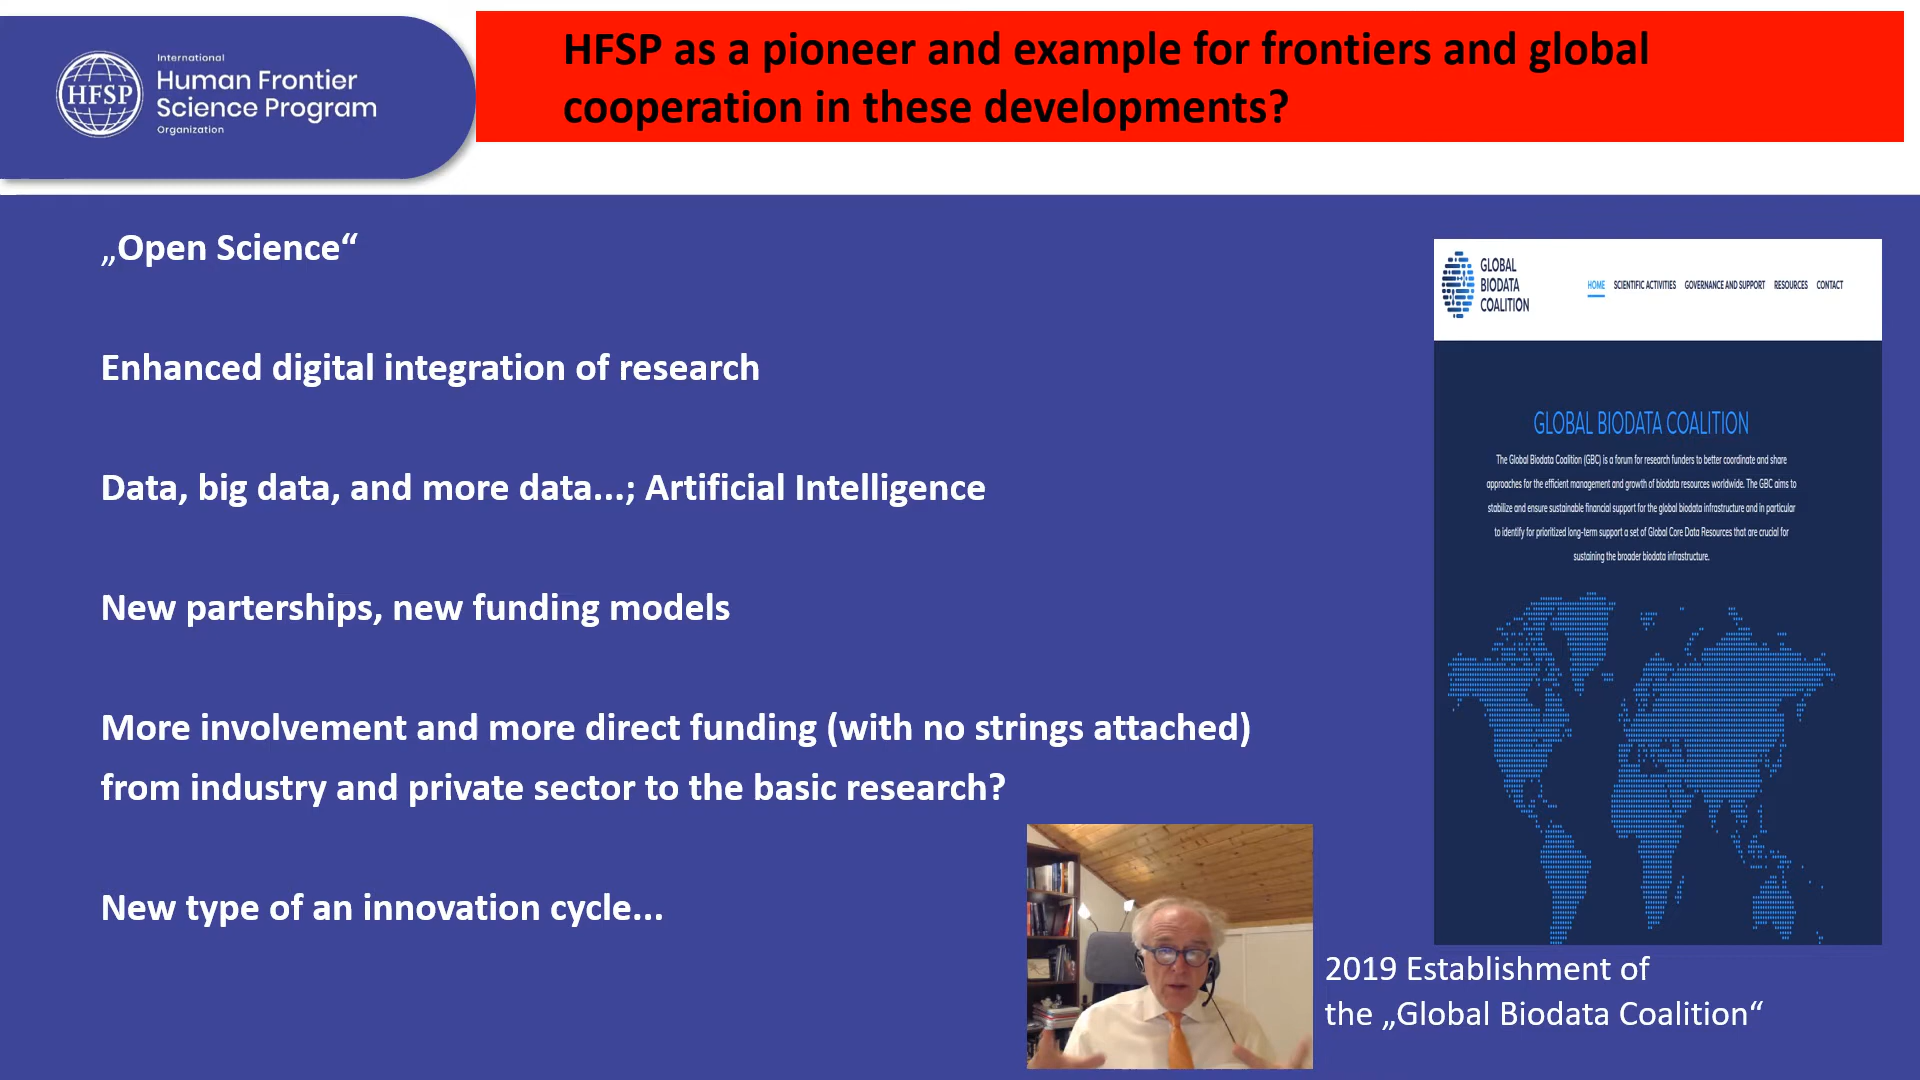 International
Human Frontier
Science Program
Organization
HFSP
HFSP as a pioneer and example for frontiers and global
cooperation in these developments?
„Open Science“
Enhanced digital integration of research
Data, big data, and more data...; Artificial Intelligence
New parterships, new funding models
More involvement and more direct funding (with no strings attached)
from industry and private sector to the basic research?
New type of an innovation cycle...
GLOBAL
BIODATA
COALITION
HOME SCIENTIFIC ACTIVITIES GOVERNANCE AND SUPPORT RESOURCES CONTACT
GLOBAL BIODATA COALITION
The Global Biodata Coalition (GBC) is a forum for research funders to better coordinate and share
approaches for the efficient management and growth of biodata resources worldwide. The GBC aims to
stabilize and ensure sustainable financial support for the global biodata infrastructure and in particular
to identify for prioritized long-term support a set of Global Core Data Resources that are crucial for
sustaining the broader biodata infrastructure.
2019 Establishment of
the „Global Biodata Coalition“